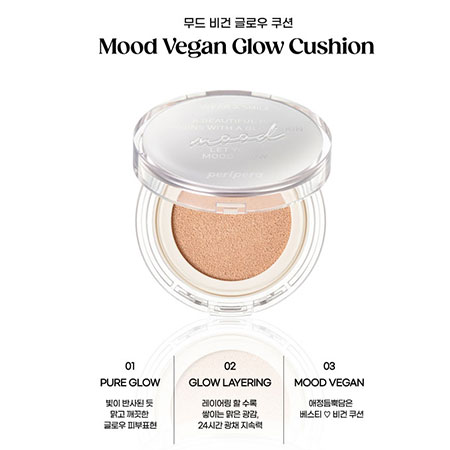 무드 비건 글로우 쿠션
Mood Vegan Glow Cushion
A BEAUTIFUL
WITH A
mood
LET'S
MOOD
peripera
01
PURE GLOW
빛이 반사된 듯
맑고 깨끗한
글로우 피부표현
02
GLOW LAYERING
레이어링 할 수록
쌓이는 맑은 광감,
24시간 광채 지속력
03
MOOD VEGAN
애정듬뿍담은
베스티 ♡ 비건 쿠션